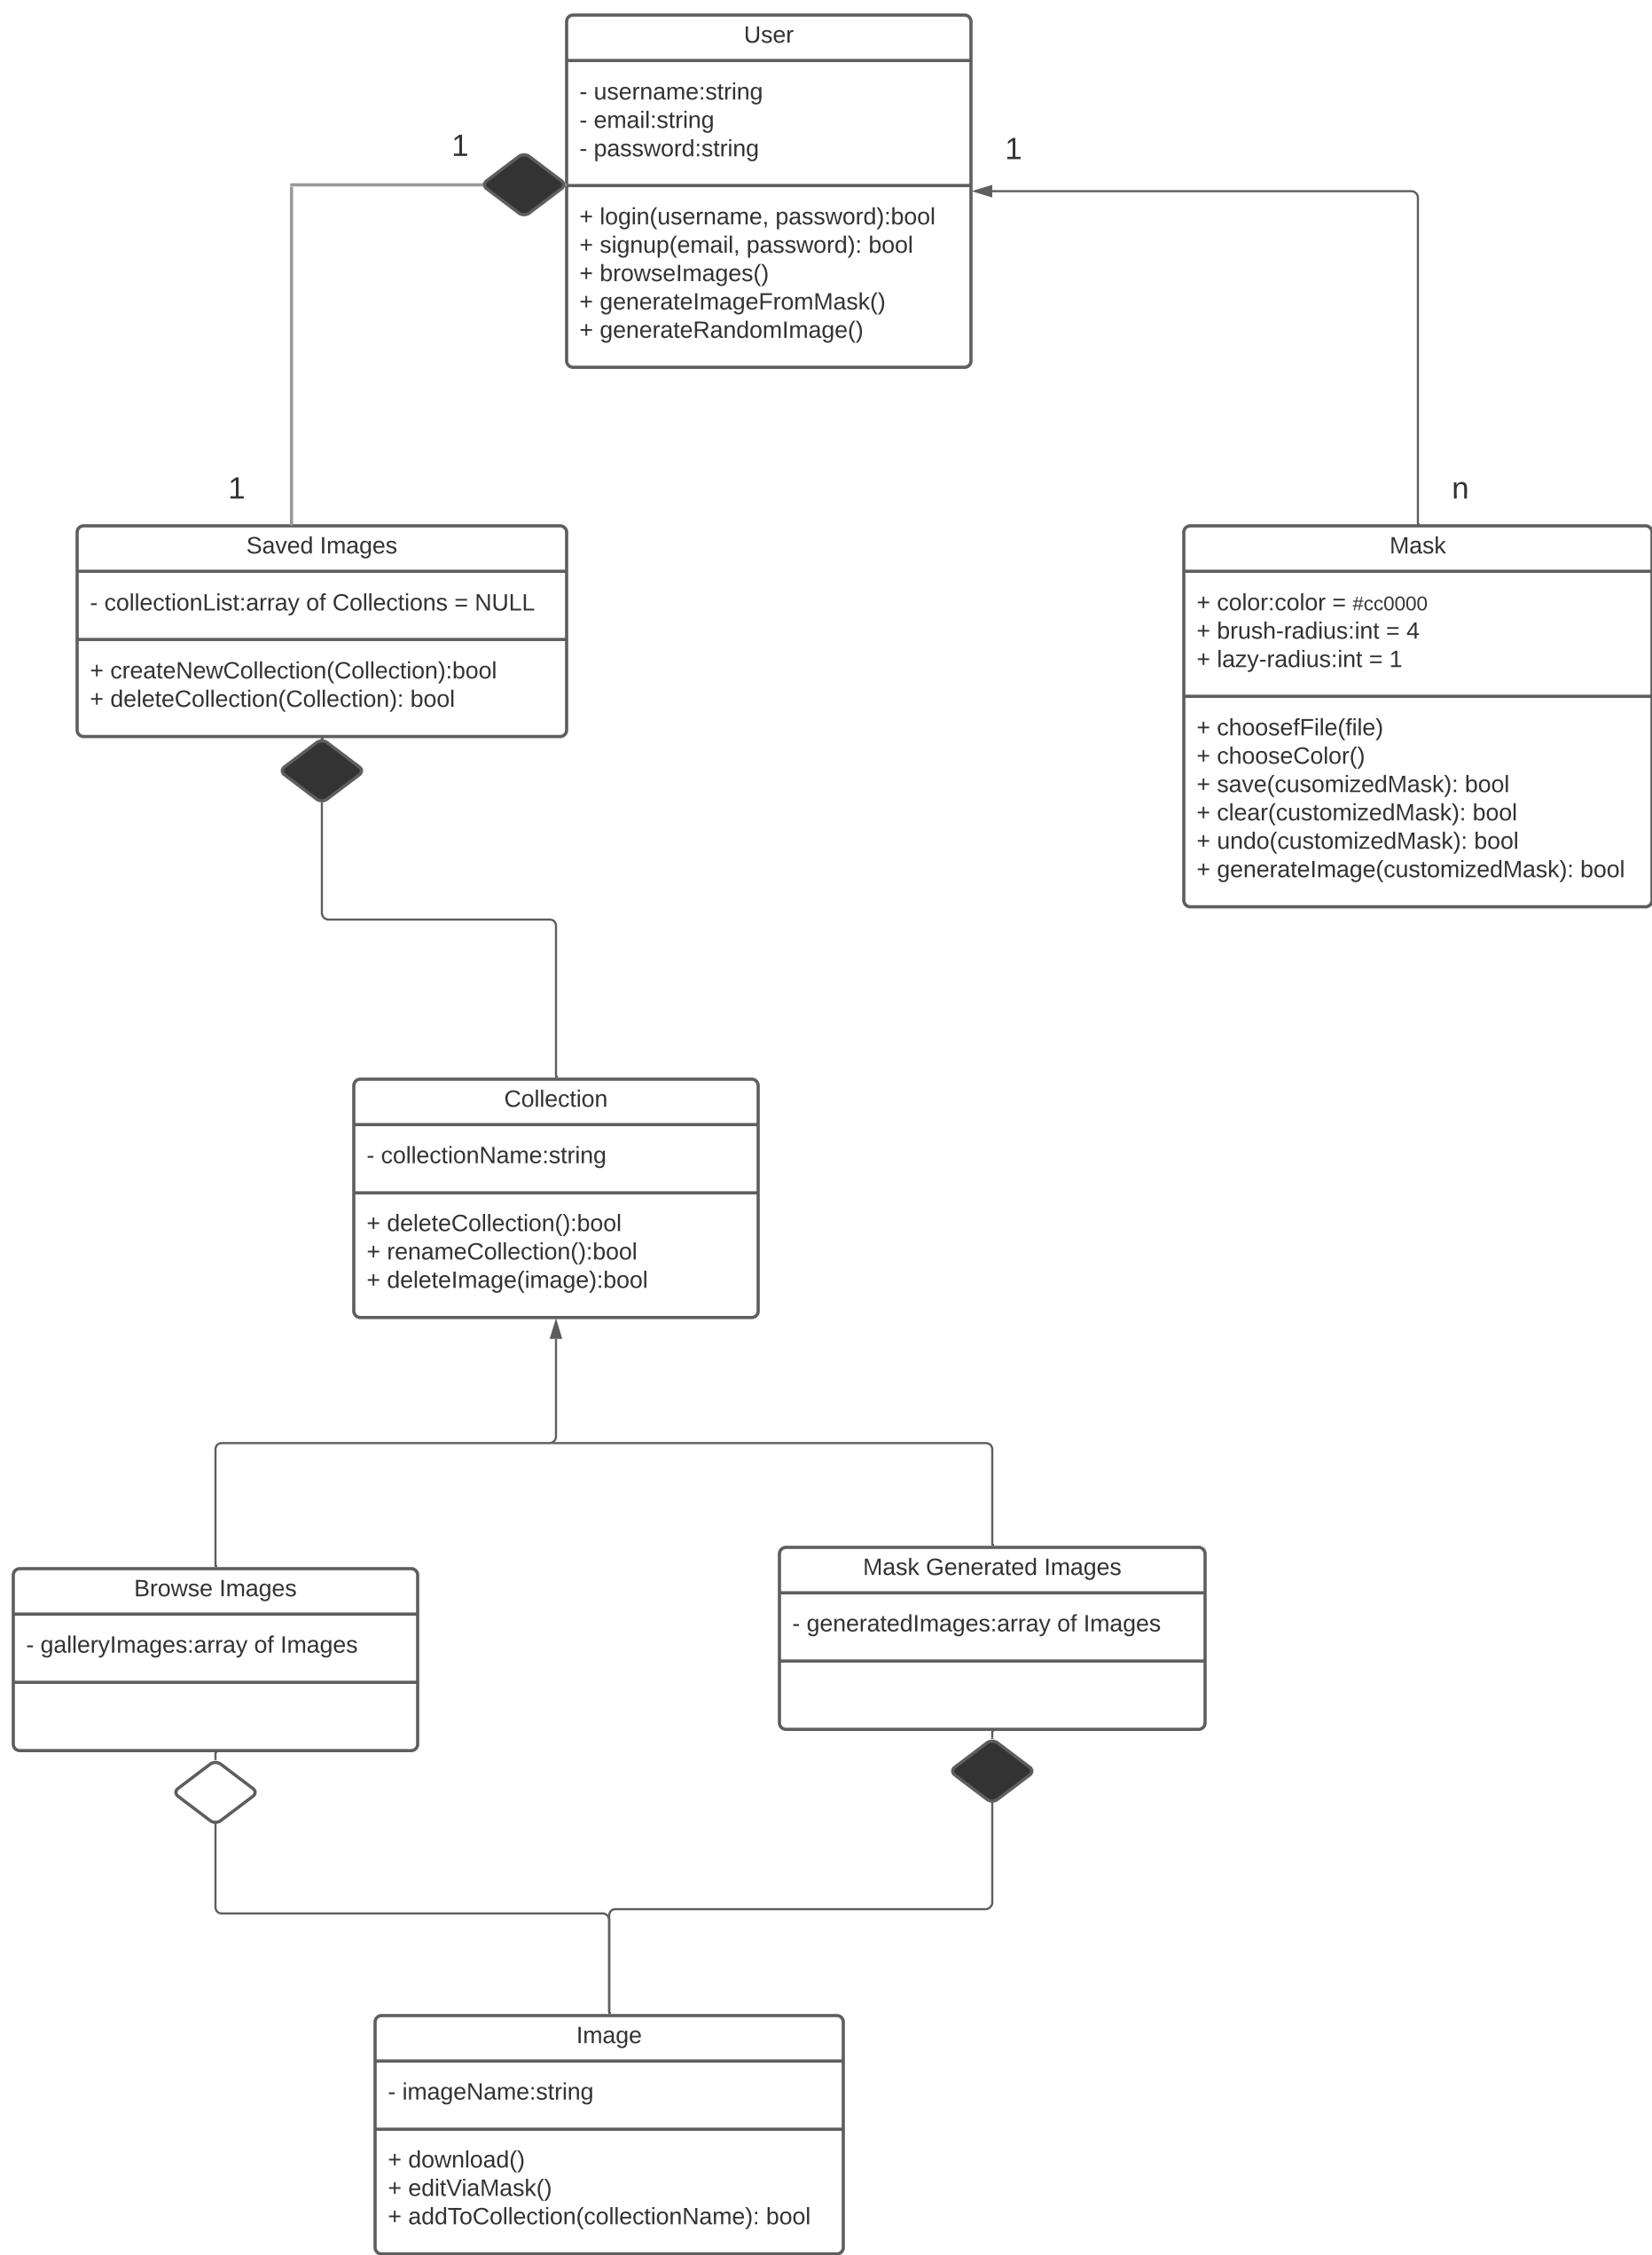 User
- username:string
- email:string
- password:string
+ login(username, password):bool
+ signup(email, password): bool
+ browseImages()
+ generateImageFromMask()
+ generateRandomImage()
1
1
1
n
Saved Images
- collectionList:array of Collections = NULL
+ createNewCollection(Collection):bool
+ deleteCollection(Collection): bool
Mask
+ color:color = #cc0000
+ brush-radius:int = 4
+ lazy-radius:int = 1
+ choosefFile(file)
+ chooseColor()
+ save(cusomizedMask): bool
+ clear(customizedMask): bool
+ undo(customizedMask): bool
+ generateImage(customizedMask): bool
Collection
- collectionName:string
+ deleteCollection():bool
+ renameCollection():bool
+ deleteImage(image):bool
Browse Images
- galleryImages:array of Images
Mask Generated Images
- generatedImages:array of Images
Image
- imageName:string
+ download()
+ editViaMask()
+ addToCollection(collectionName): bool